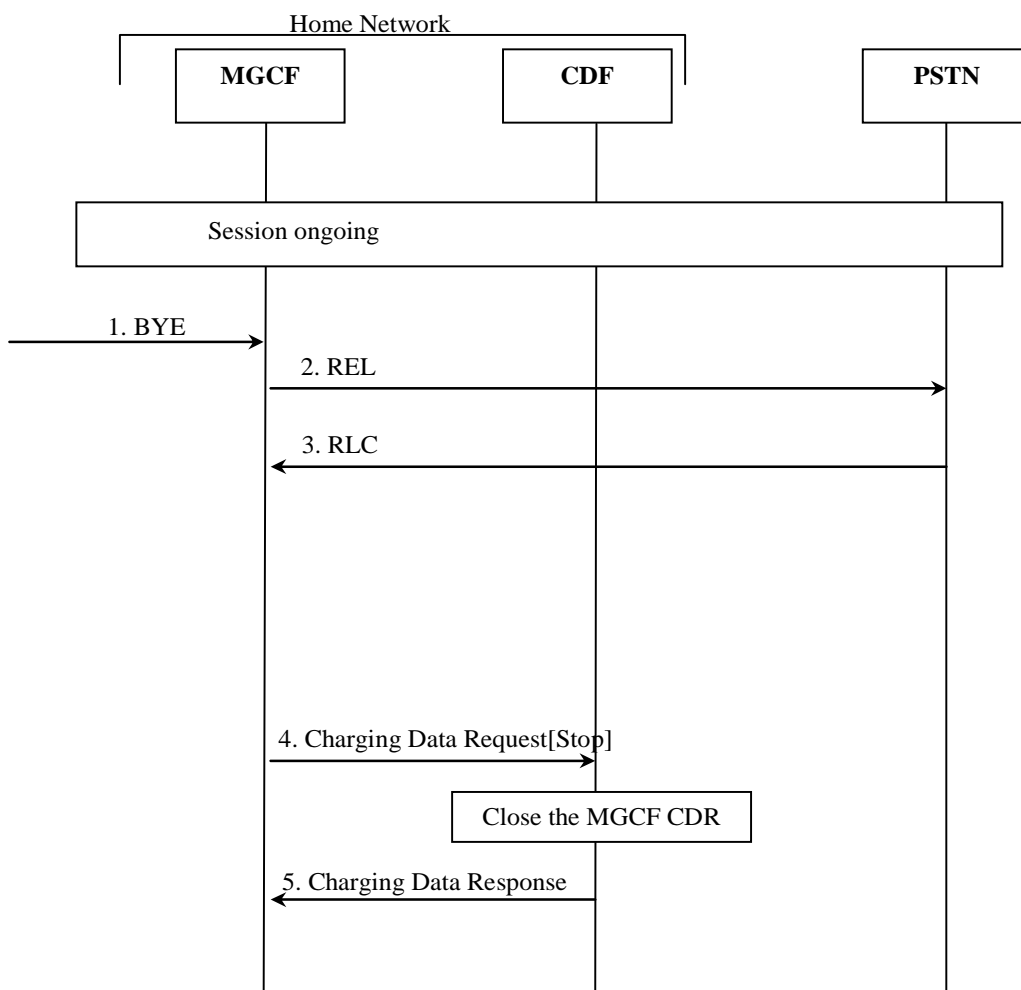 Home Network
MGCF
CDF
PSTN
Session ongoing
1. BYE
2. REL
3. RLC
4. Charging Data Request[Stop]
Close the MGCF CDR
5. Charging Data Response